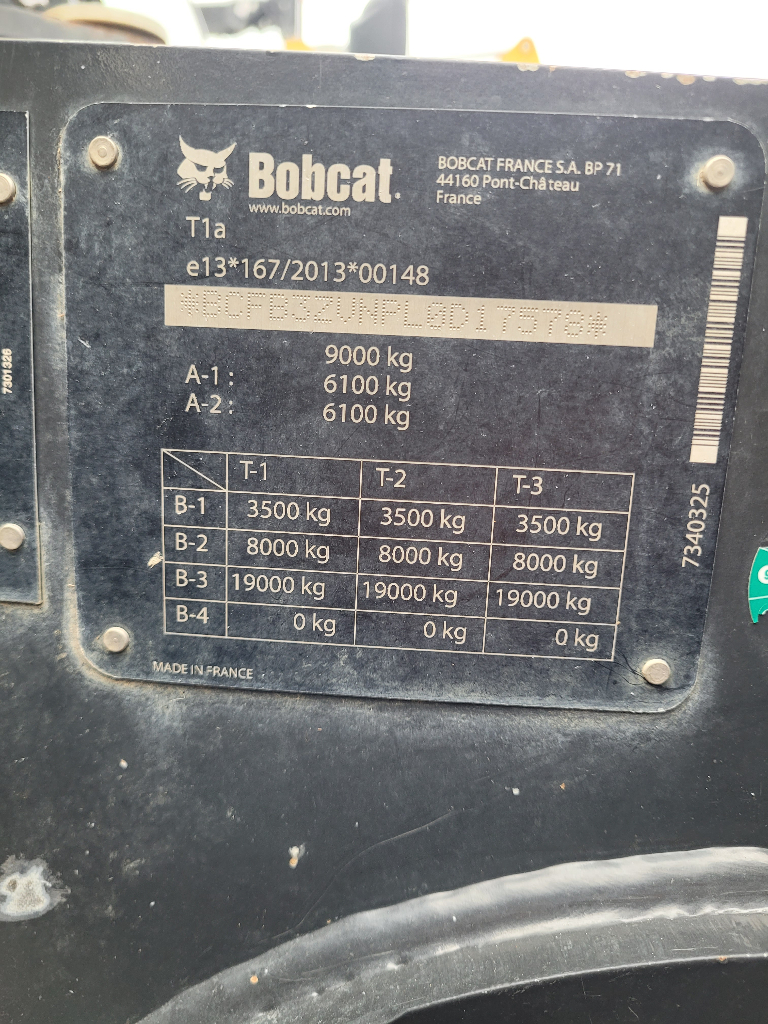 Bobcat.
www.bobcat.com
BOBCAT FRANCE S.A. BP 71
44160 Pont-Château
France
T1a
e13*167/2013*00148
*BCFB3ZVNPL0D17578*
9000 kg
A-1: 6100 kg
A-2: 6100 kg
T-1 T-2 T-3
B-1 3500 kg 3500 kg 3500 kg
B-2 8000 kg 8000 kg 8000 kg
B-3 19000 kg 19000 kg 19000 kg
B-4 0 kg 0 kg 0 kg
MADE IN FRANCE
7340325
7301326